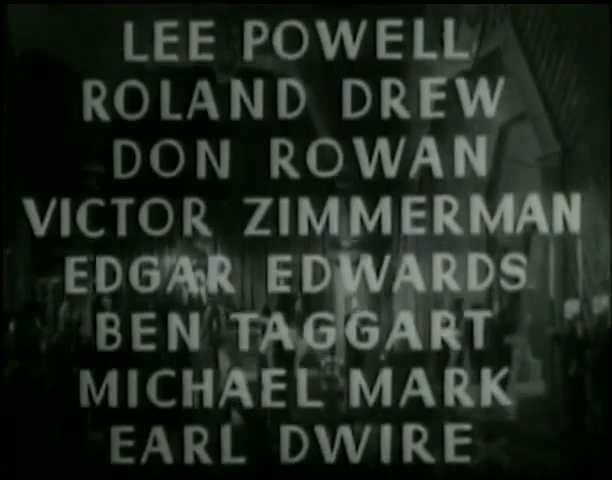 LEE POWELL
ROLAND DREW
DON ROWAN
VICTOR ZIMMERMAN
EDGAR EDWARDS
BEN TAGGART
MICHAEL MARK
EARL DWIRE